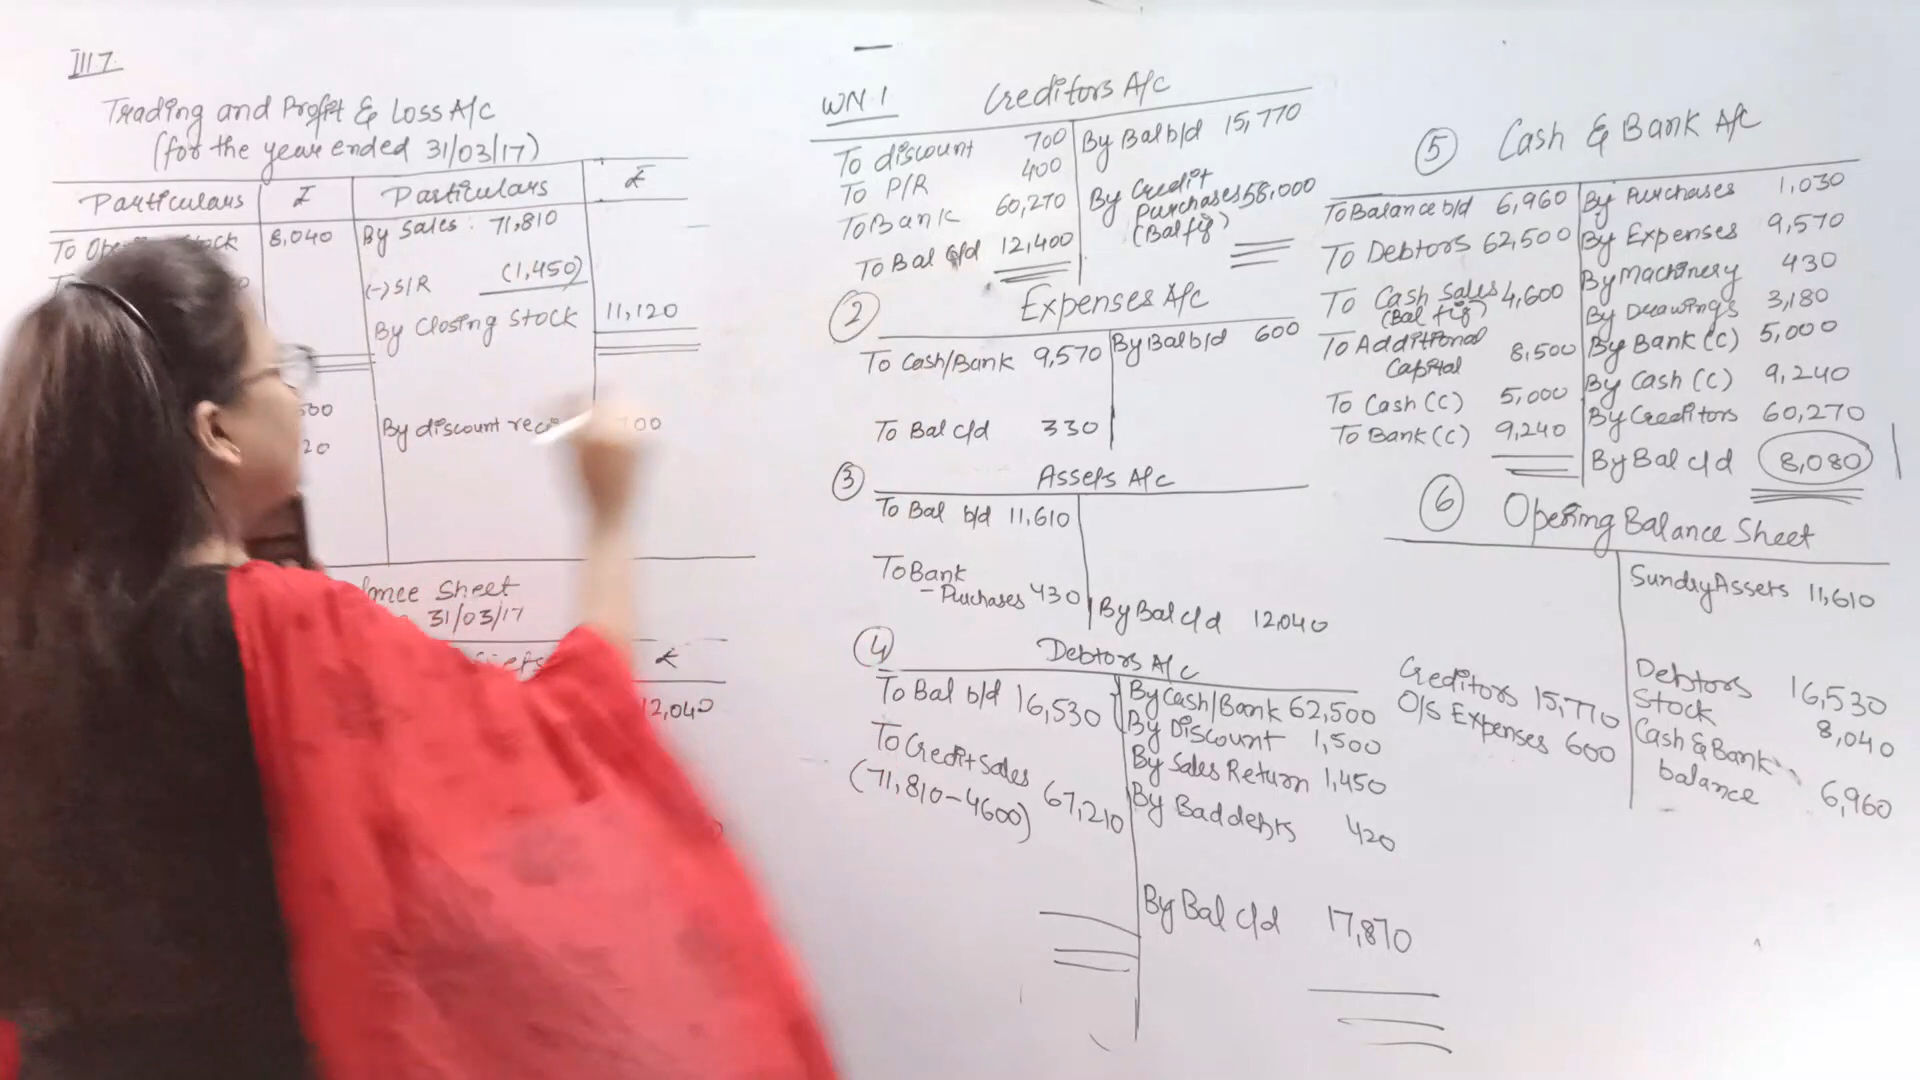 III 7.
Trading and Profit & Loss A/c
(for the year ended 31/03/17)
Particulars ₹ Particulars ₹
8,040 By Sales: 71,810
(-) S/R (1,450)
By Closing Stock 11,120
By discount
Sheet
31/03/17
12,040
WN.1 Creditors A/c
To discount 700 By Bal b/d 15,770
To P/R 400
To Bank 60,270 By Credit
Purchases 58,000
(Bal fig)
To Bal c/d 12,400
② Expenses A/c
To Cash/Bank 9,570 By Bal b/d 600
To Bal c/d 330
③ Assets A/c
To Bal b/d 11,610
To Bank
- Purchases 430 By Bal c/d 12,040
④ Debtors A/c
To Bal b/d 16,530 By Cash/Bank 62,500
By Discount 1,500
To Credit Sales By Sales Return 1,450
(71,810-4600) 67,210 By Bad debts 420
By Bal c/d 17,870
⑤ Cash & Bank A/c
To Balance b/d 6,960 By Purchases 1,030
To Debtors 62,500 By Expenses 9,570
To Cash Sales 4,600 By Machinery 430
(Bal fig) By Drawings 3,180
To Additional
Capital 8,500 By Bank (C) 5,000
To Cash (C) 5,000 By Cash (C) 9,240
To Bank (C) 9,240 By Creditors 60,270
By Bal c/d 8,080
⑥ Opening Balance Sheet
Sundry Assets 11,610
Creditors 15,770 Debtors 16,530
O/S Expenses 600 Stock 8,040
Cash & Bank
balance 6,960